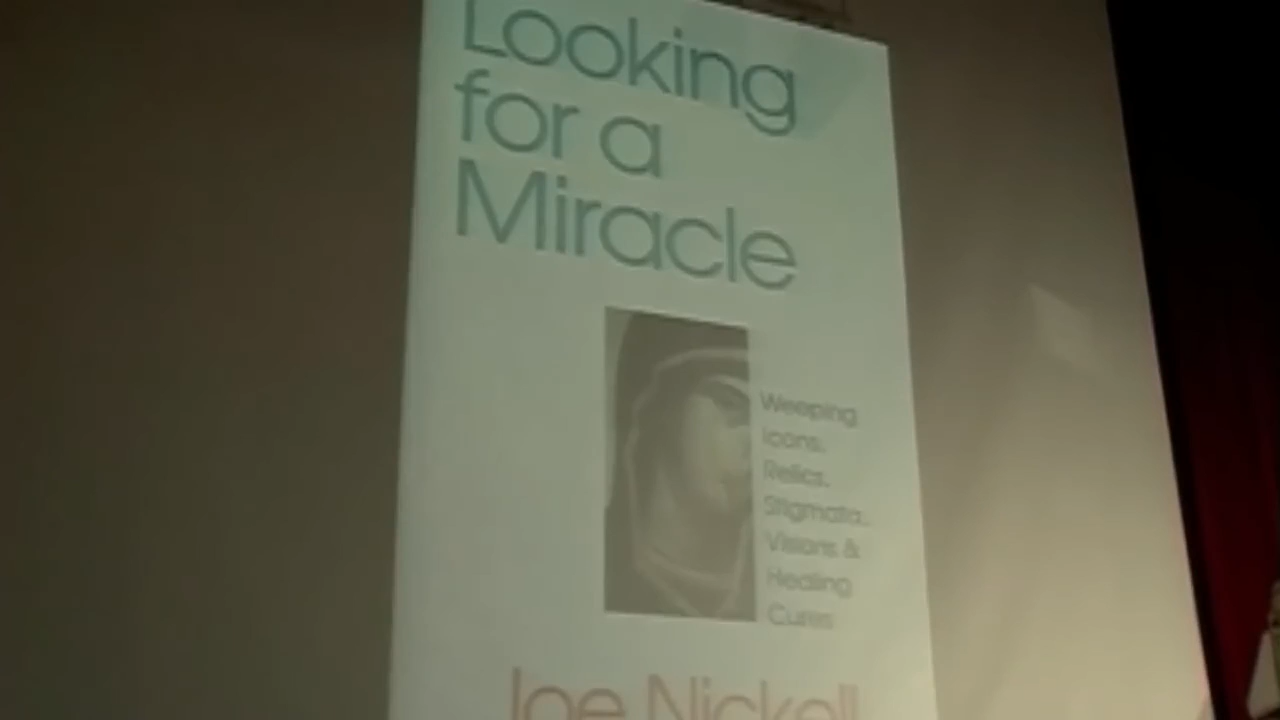 Looking
for a
Miracle
Weeping
Icons,
Relics,
Stigmata,
Visions &
Healing
Cures
Joe Nickell